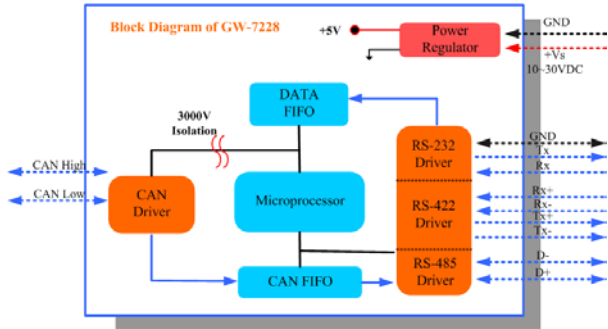 Block Diagram of GW-7228
+5V
Power
Regulator
GND
+Vs
10~30VDC
DATA
FIFO
3000V
Isolation
CAN High
CAN Low
CAN
Driver
Microprocessor
CAN FIFO
RS-232
Driver
RS-422
Driver
RS-485
Driver
GND
Tx
Rx
Rx+
Rx-
Tx+
Tx-
D-
D+